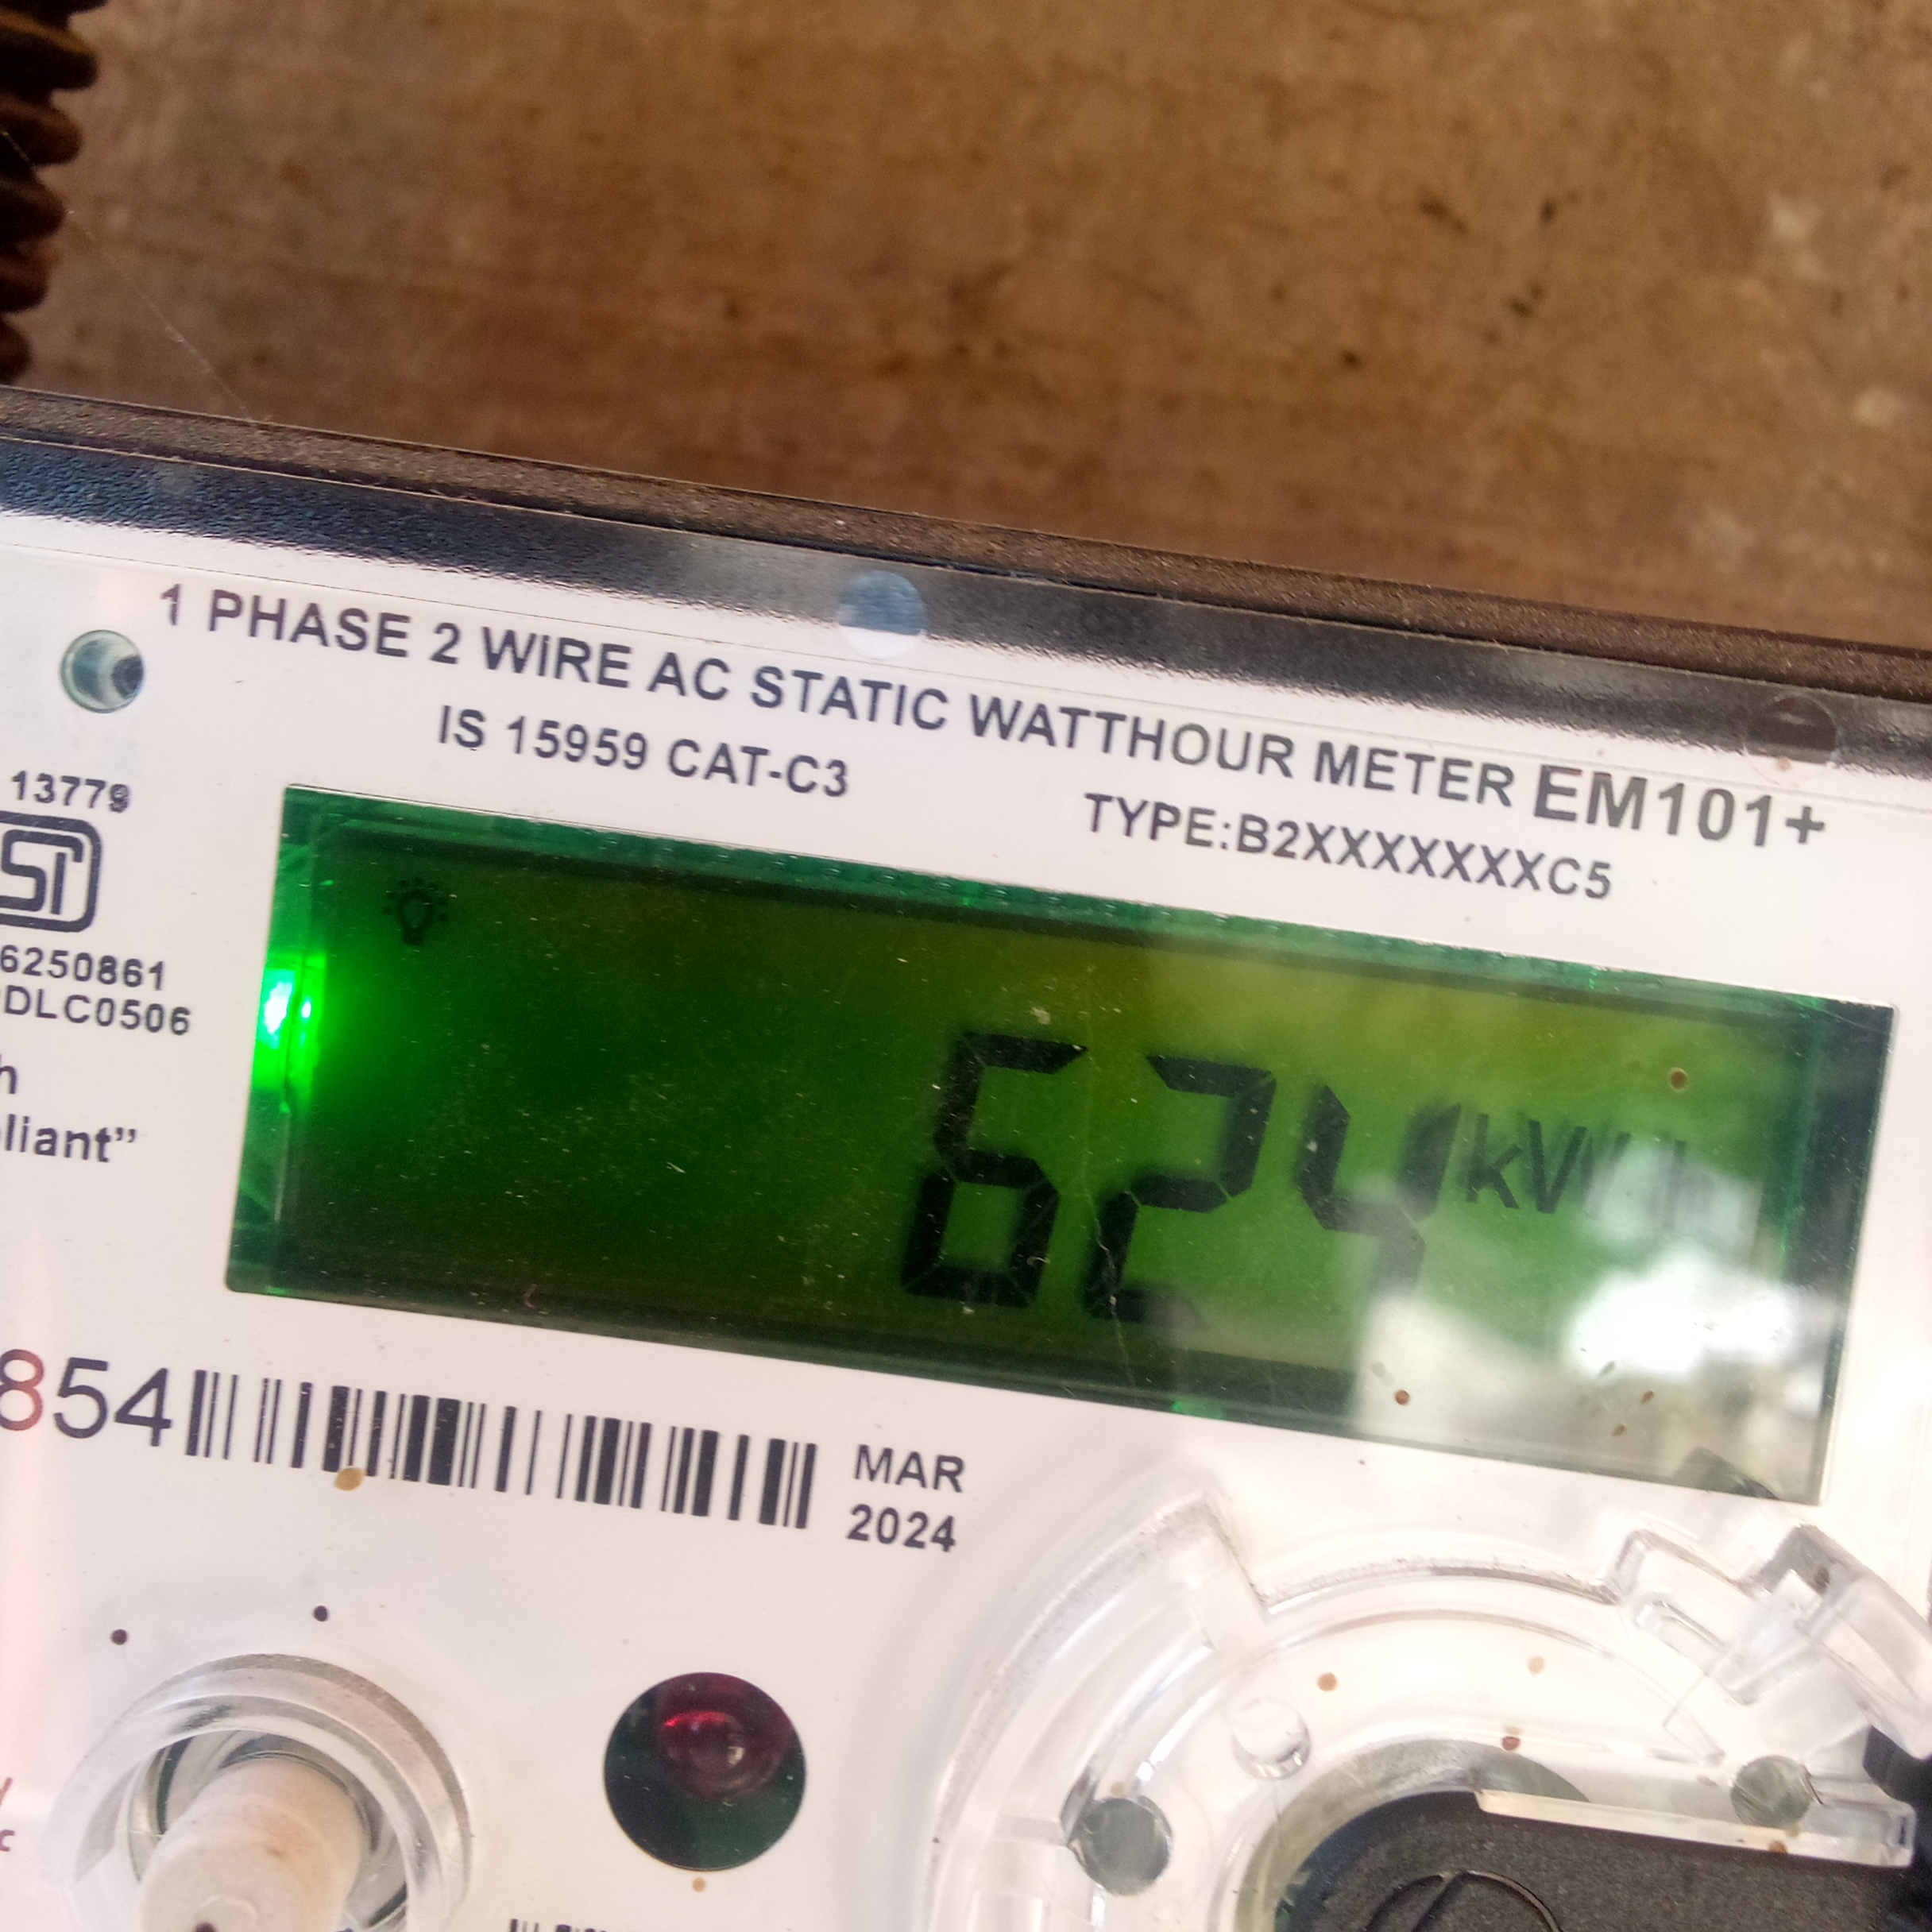 1 PHASE 2 WIRE AC STATIC WATTHOUR METER EM101+
IS 15959 CAT-C3
TYPE:B2XXXXXXXC5
13779
6250861
DLC0506
liant”
624 kWh
854
MAR
2024